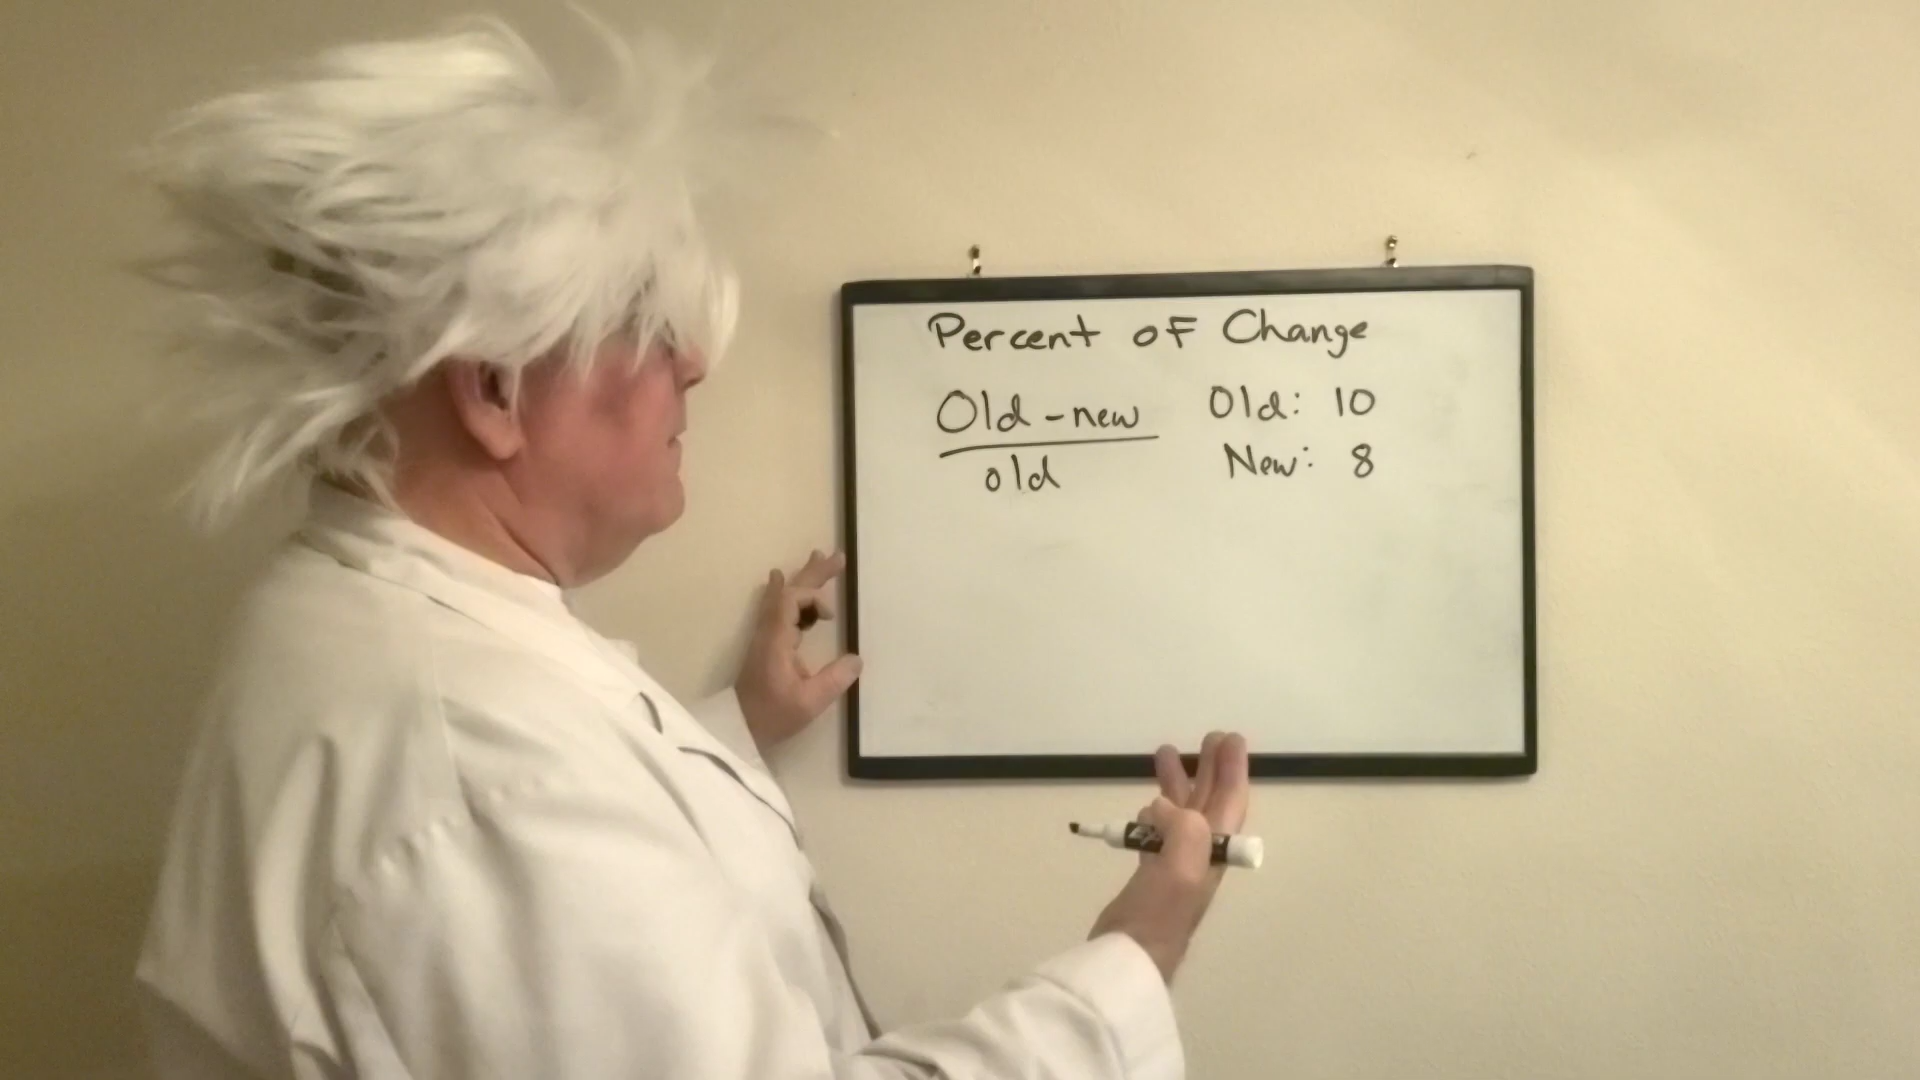 Percent of Change
Old - new
old
Old: 10
New: 8